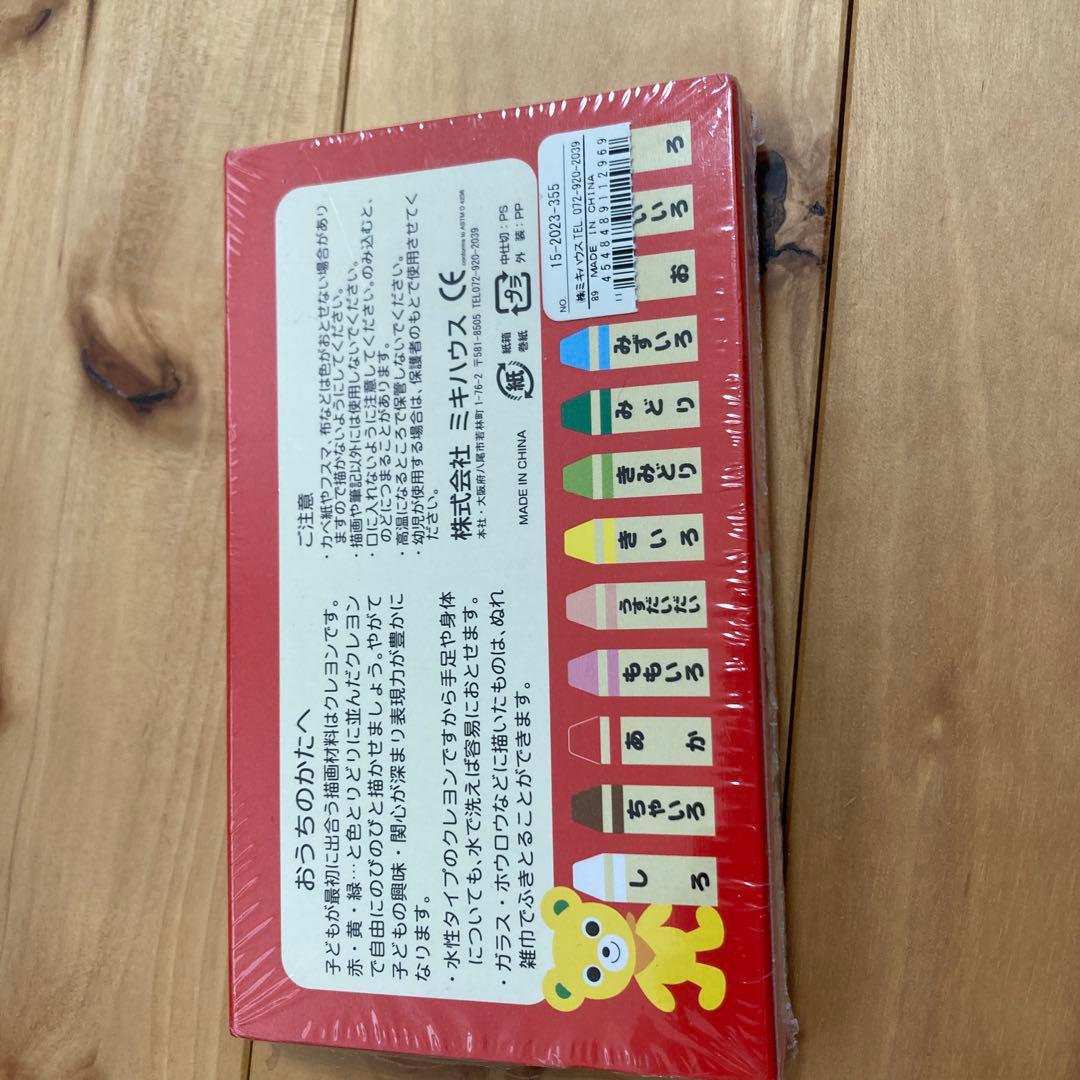 おうちのかたへ
子どもが最初に出合う描画材料はクレヨンです。
赤・黄・緑…と色とりどりに並んだクレヨン
で自由にのびのびと描かせましょう。やがて
子どもの興味・関心が深まり表現力が豊かに
なります。
・水性タイプのクレヨンですから手足や身体
についても、水で洗えば容易におとせます。
・ガラス・ホウロウなどに描いたものは、ぬれ
雑巾でふきとることができます。
ご注意
・カベ紙やフスマ、布などは色がおとせない場合があり
ますので描かないようにしてください。
・描画や筆記以外には使用しないでください。
・口に入れないように注意してください。のみ込むと、
のどにつまることがあります。
・高温になるところで保管しないでください。
・幼児が使用する場合は、保護者のもとで使用させてく
ださい。
株式会社 ミキハウス CE
conforms to ASTM D 4236
本社・大阪府八尾市若林町1-76-2 〒581-8505 TEL072-920-2039
MADE IN CHINA
紙 紙箱
巻紙
プラ 中仕切:PS
外 装:PP
NO. 15-2023-355
㈱ミキハウス TEL. 072-920-2039
89 MADE IN CHINA
4548489112969
しろ
ちゃいろ
あか
ももいろ
うすだいだい
きいろ
きみどり
みどり
みずいろ
お
いろ
ろ